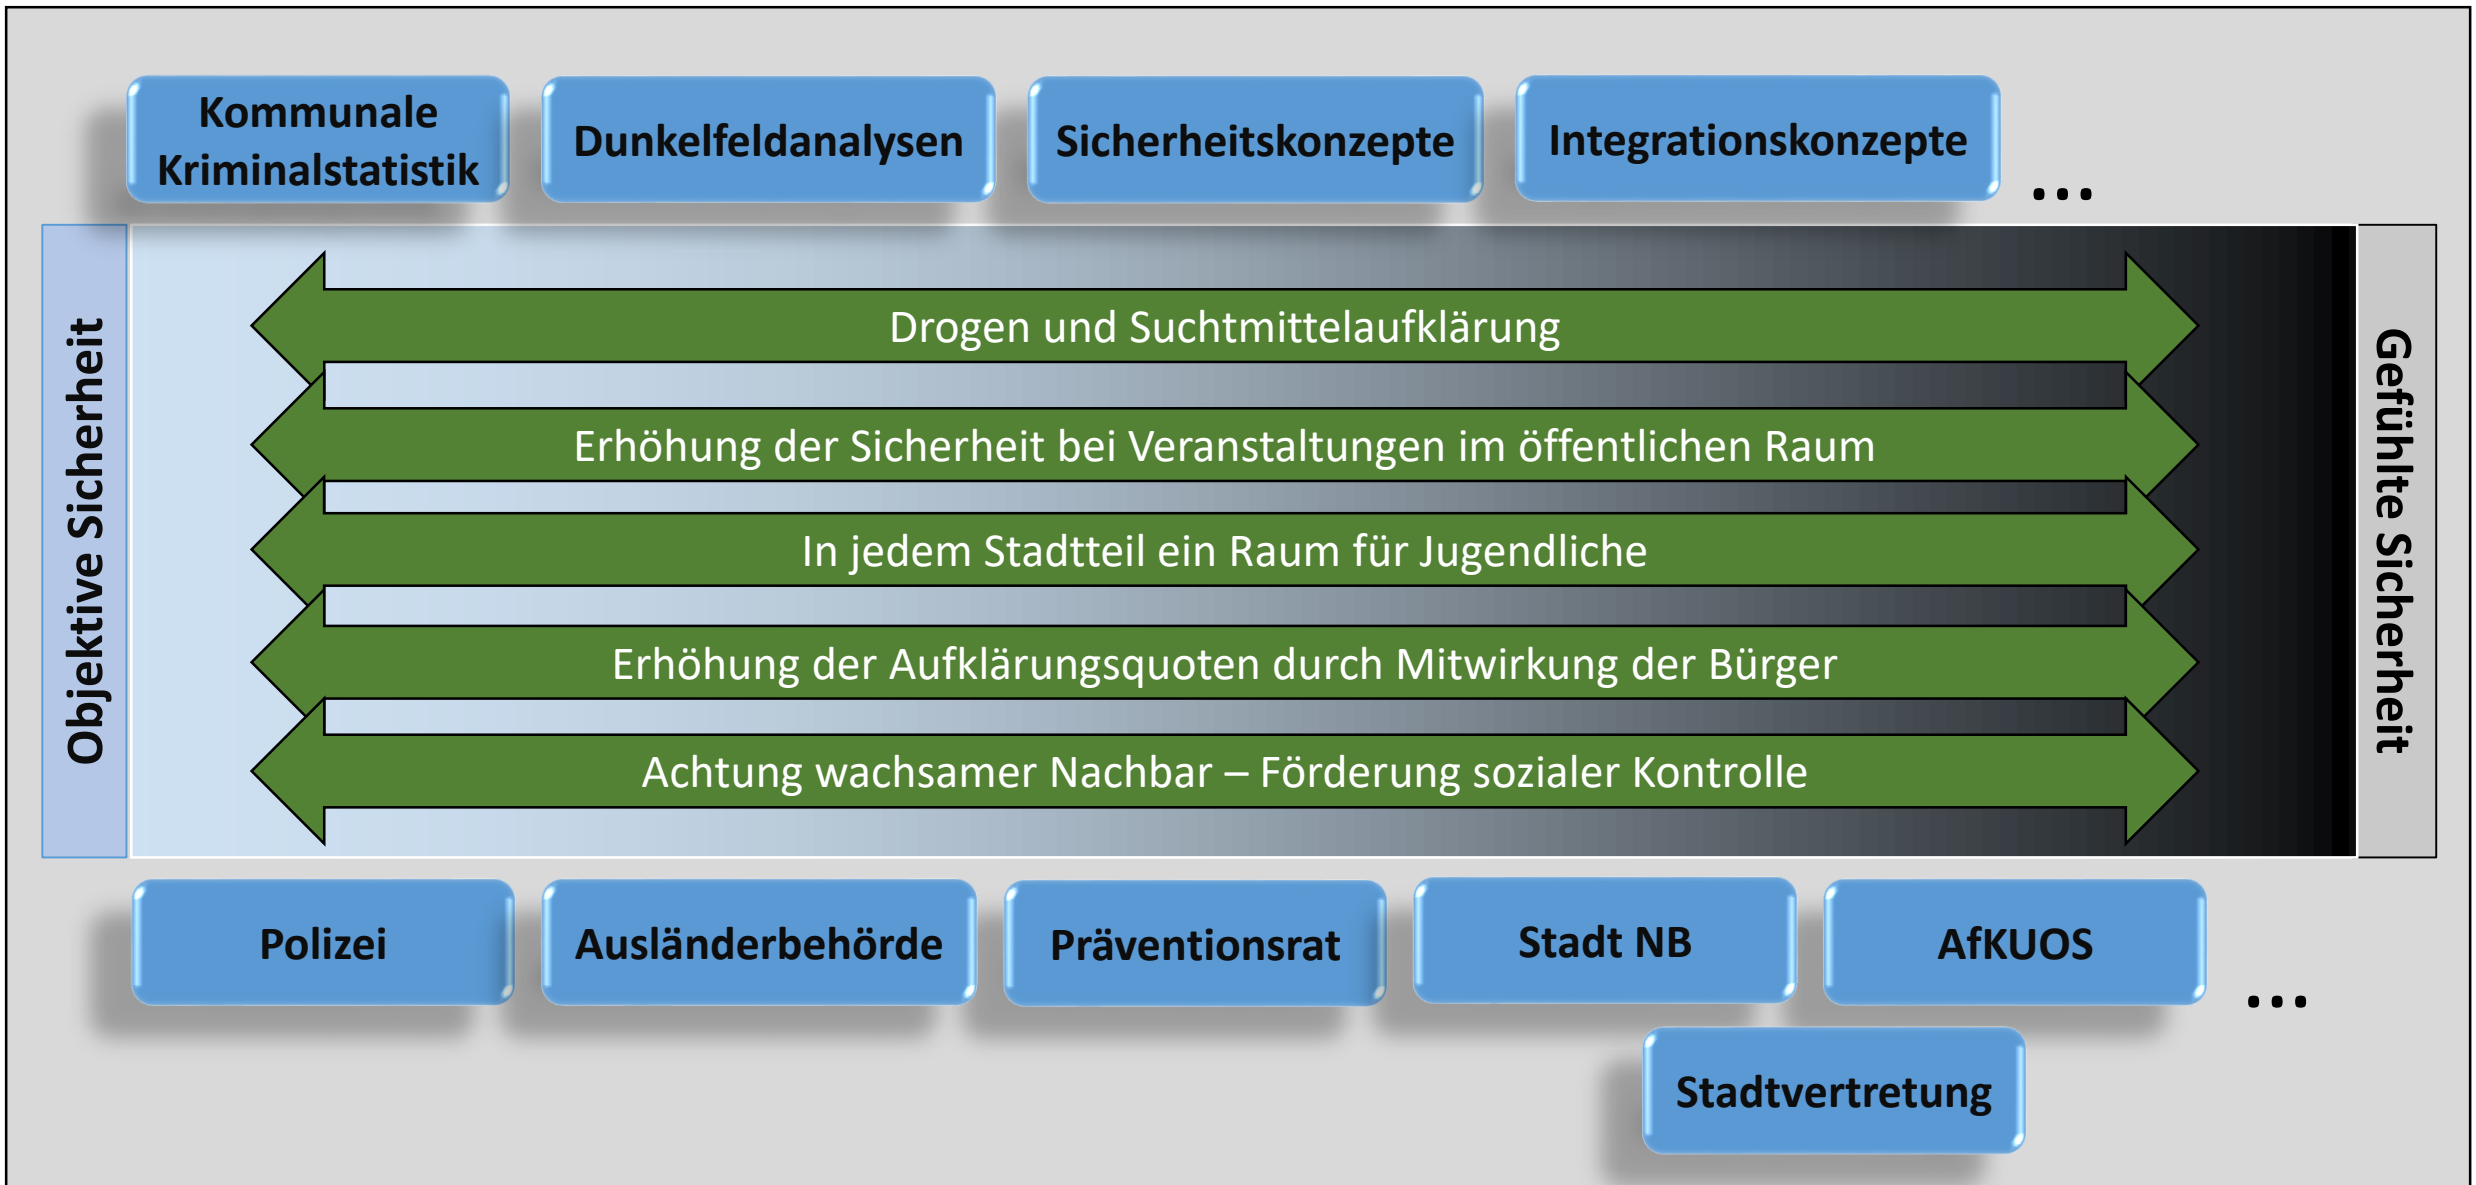 Kommunale
Kriminalstatistik
Dunkelfeldanalysen
Sicherheitskonzepte
Integrationskonzepte
...
Objektive Sicherheit
Drogen und Suchtmittelaufklärung
Erhöhung der Sicherheit bei Veranstaltungen im öffentlichen Raum
In jedem Stadtteil ein Raum für Jugendliche
Erhöhung der Aufklärungsquoten durch Mitwirkung der Bürger
Achtung wachsamer Nachbar – Förderung sozialer Kontrolle
Gefühlte Sicherheit
Polizei
Ausländerbehörde
Präventionsrat
Stadt NB
AfKUOS
...
Stadtvertretung